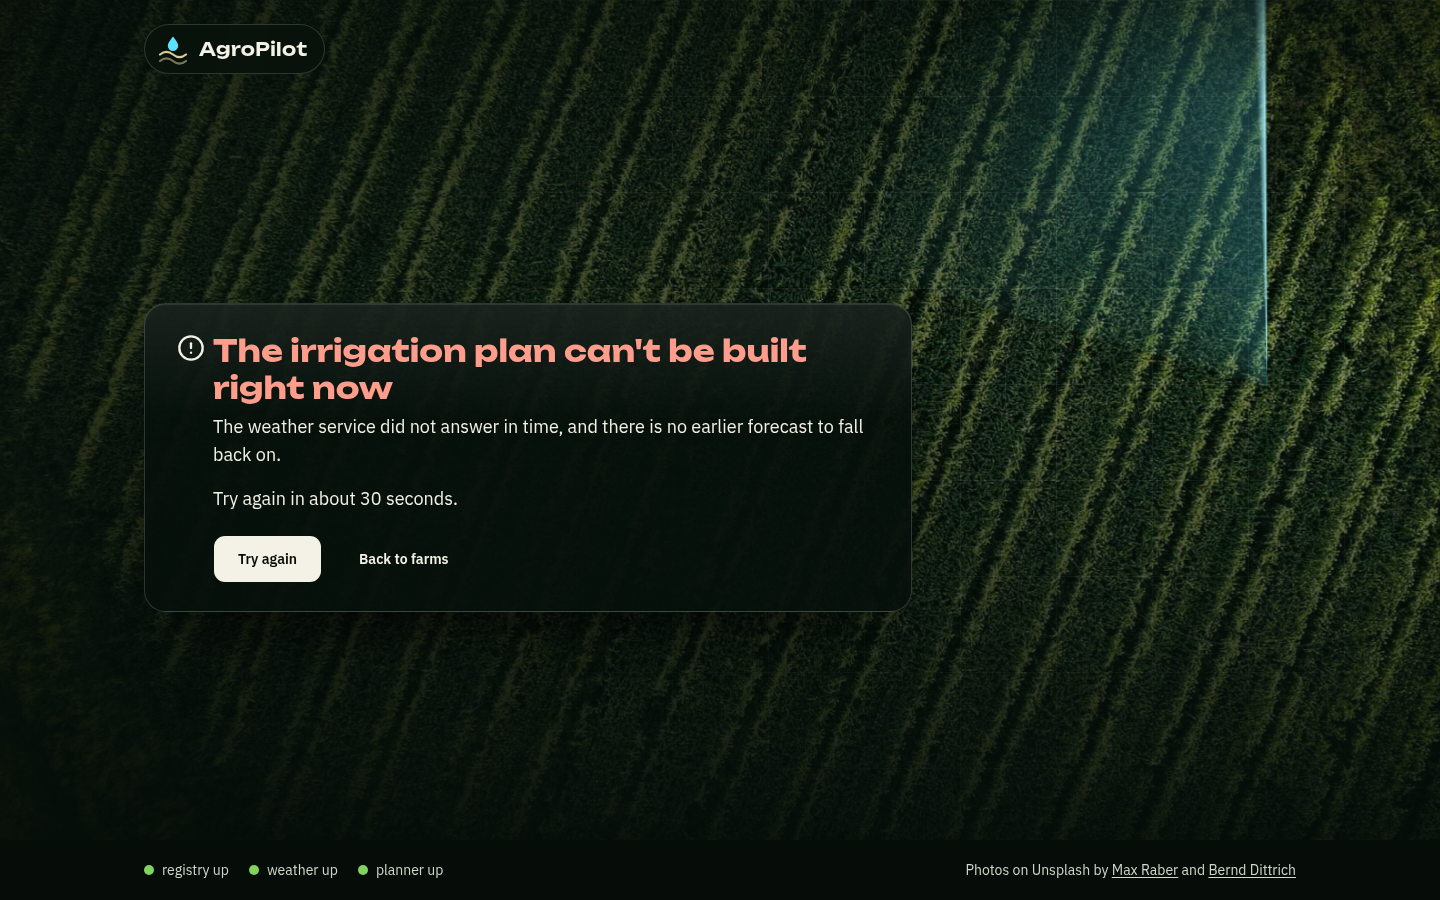 AgroPilot
The irrigation plan can't be built
right now
The weather service did not answer in time, and there is no earlier forecast to fall
back on.
Try again in about 30 seconds.
Try again
Back to farms
registry up
weather up
planner up
Photos on Unsplash by Max Raber and Bernd Dittrich